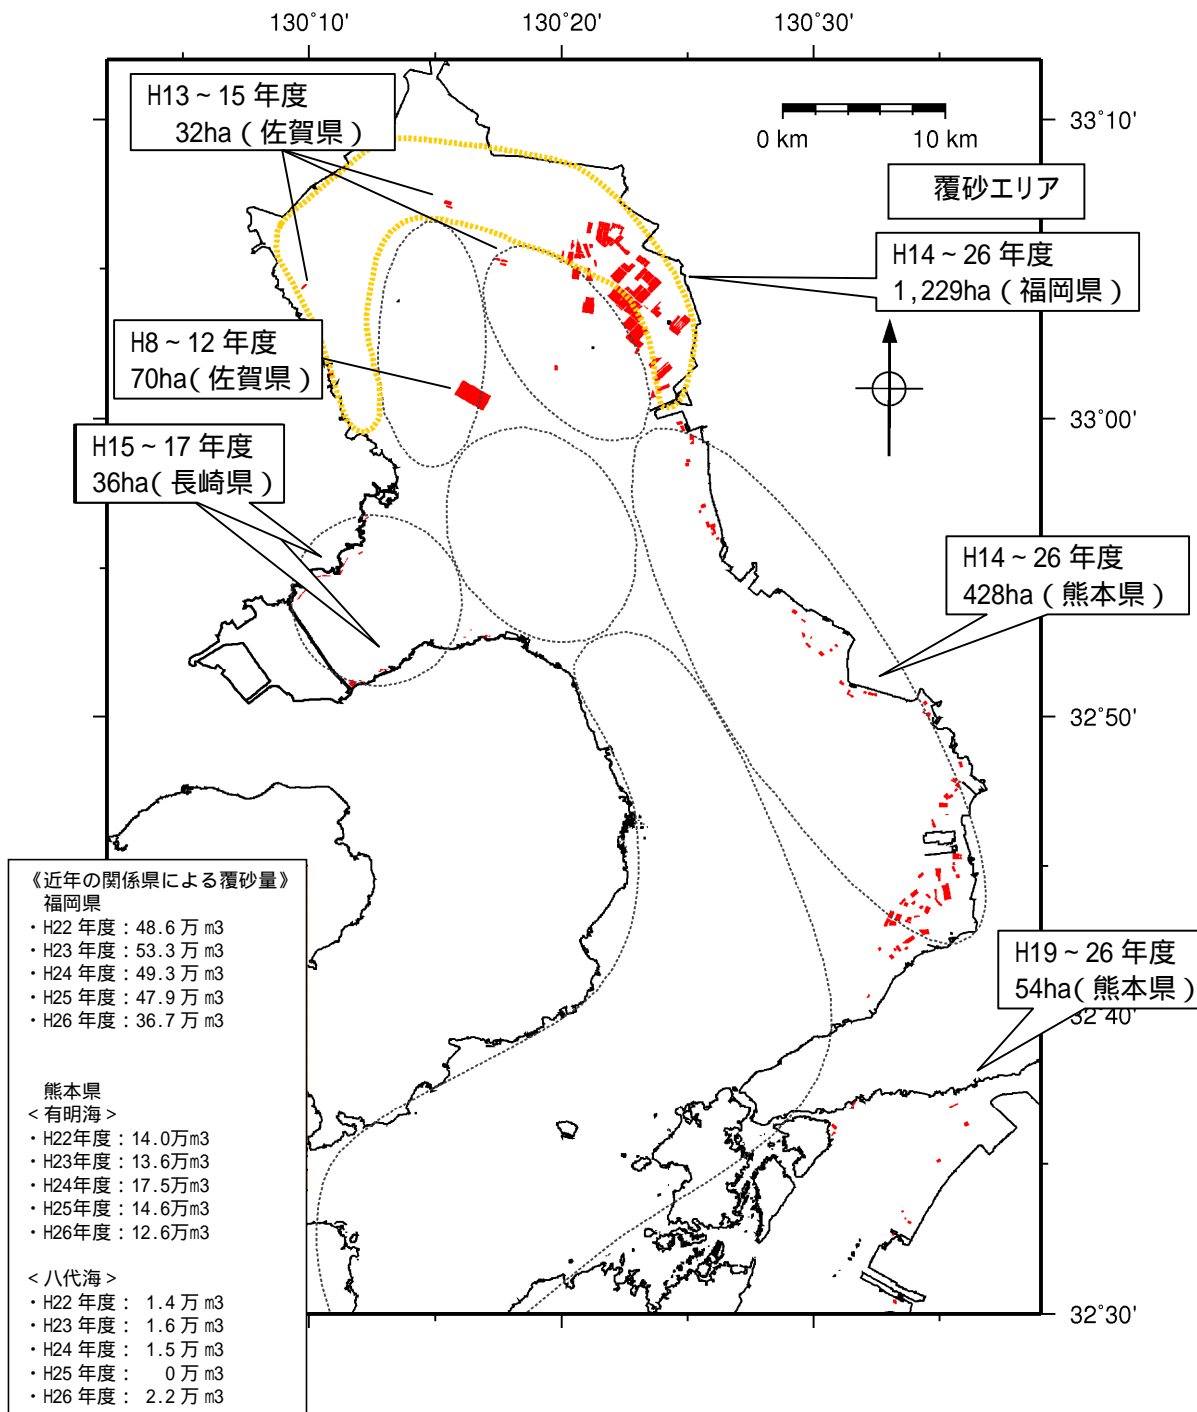 130°10'
130°20'
130°30'
H13～15 年度
32ha（佐賀県）
0 km
10 km
33°10'
覆砂エリア
H14～26 年度
1,229ha（福岡県）
H8～12 年度
70ha（佐賀県）
33°00'
H15～17 年度
36ha（長崎県）
H14～26 年度
428ha（熊本県）
32°50'
H19～26 年度
54ha（熊本県）
32°40'
32°30'
《近年の関係県による覆砂量》
福岡県
・H22 年度：48.6 万 m3
・H23 年度：53.3 万 m3
・H24 年度：49.3 万 m3
・H25 年度：47.9 万 m3
・H26 年度：36.7 万 m3
熊本県
＜有明海＞
・H22年度：14.0万m3
・H23年度：13.6万m3
・H24年度：17.5万m3
・H25年度：14.6万m3
・H26年度：12.6万m3
＜八代海＞
・H22 年度： 1.4 万 m3
・H23 年度： 1.6 万 m3
・H24 年度： 1.5 万 m3
・H25 年度： 0 万 m3
・H26 年度： 2.2 万 m3